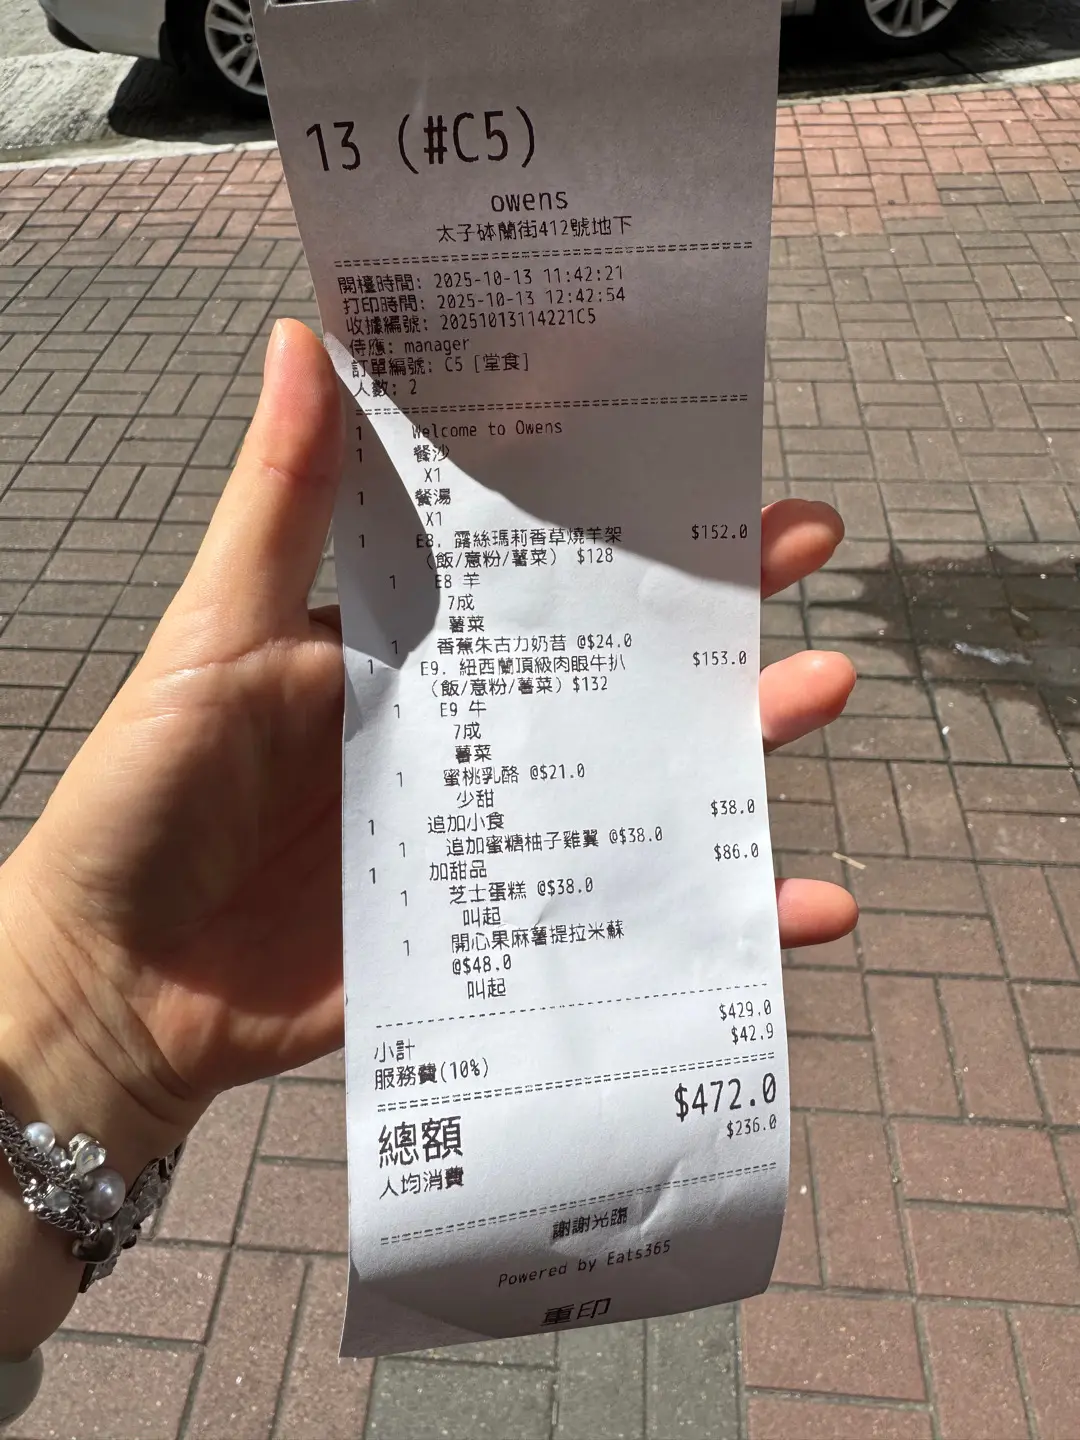 13 (#C5)
owens
太子砵蘭街412號地下
開檯時間: 2025-10-13 11:42:21
打印時間: 2025-10-13 12:42:54
收據編號: 20251013114221C5
侍應: manager
訂單編號: C5 [堂食]
人數: 2
1 Welcome to Owens
1 餐沙
X1
1 餐湯
X1
1 E8. 露絲瑪莉香草燒羊架 $152.0
(飯/意粉/薯菜) $128
1 E8 羊
7成
薯菜
1 香蕉朱古力奶昔 @$24.0
1 E9. 紐西蘭頂級肉眼牛扒 $153.0
(飯/意粉/薯菜) $132
1 E9 牛
7成
薯菜
1 蜜桃乳酪 @$21.0
少甜
1 追加小食 $38.0
1 追加蜜糖柚子雞翼 @$38.0
1 加甜品 $86.0
1 芝士蛋糕 @$38.0
叫起
1 開心果麻薯提拉米蘇
@$48.0
叫起
小計 $429.0
服務費(10%) $42.9
總額 $472.0
人均消費 $236.0
謝謝光臨
Powered by Eats365
重印